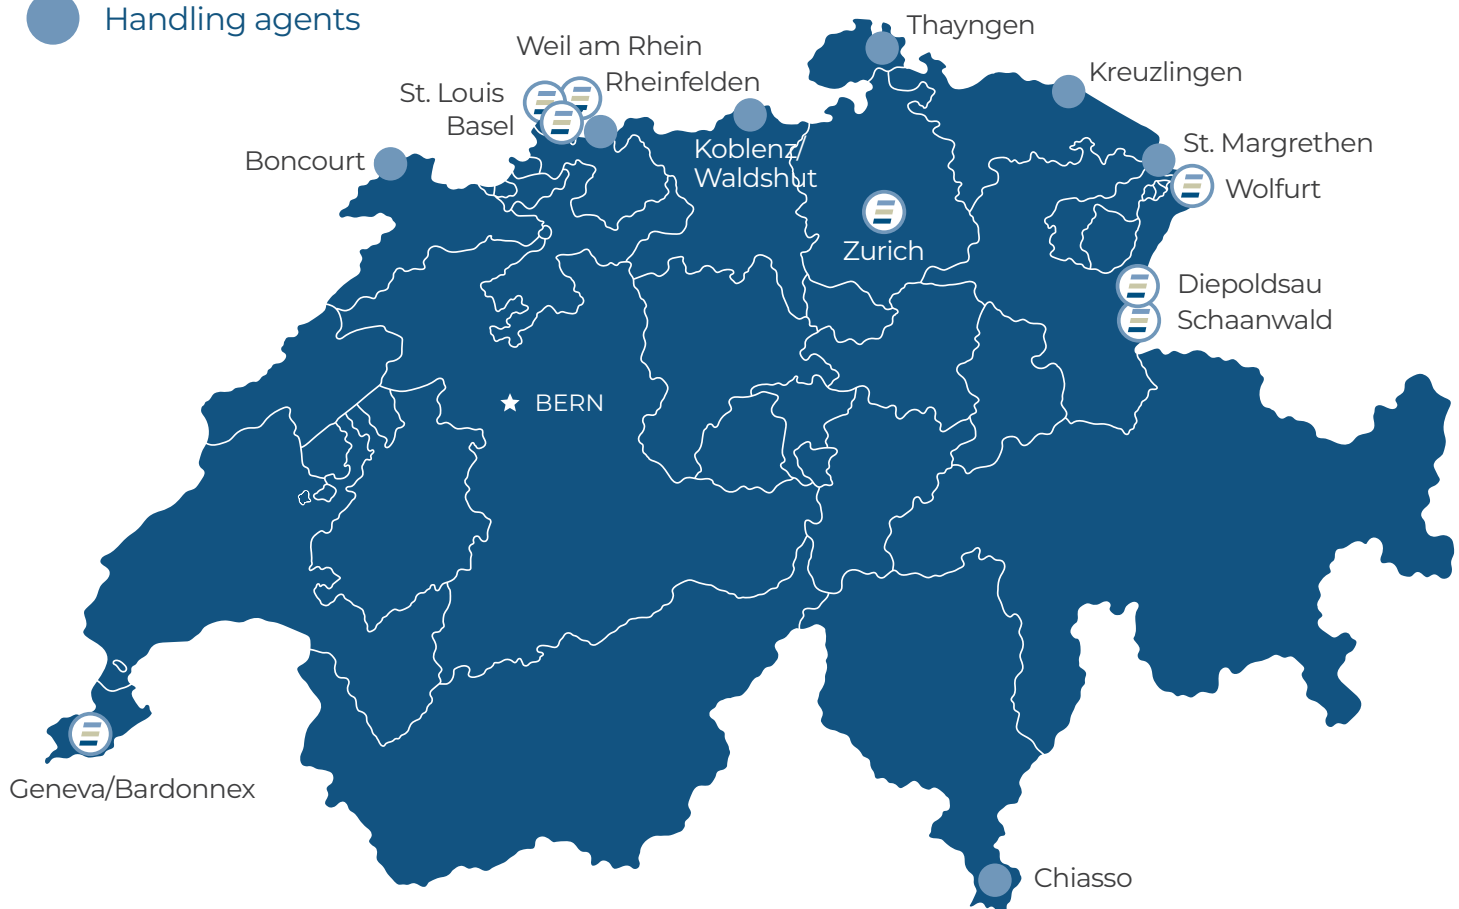 Handling agents
Thayngen
Weil am Rhein
Kreuzlingen
Rheinfelden
St. Louis
Basel
Koblenz/
Waldshut
St. Margrethen
Boncourt
Wolfurt
Zurich
Diepoldsau
Schaanwald
BERN
Geneva/Bardonnex
Chiasso